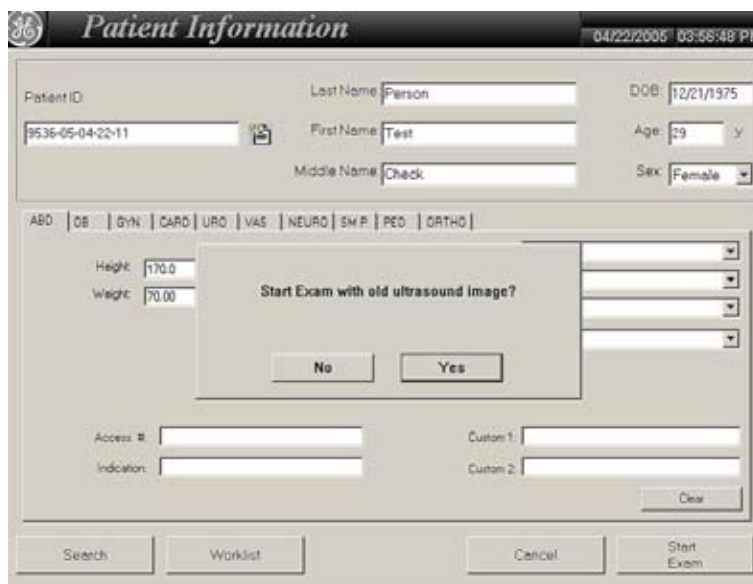 Patient Information
04/22/2005 03:56:48 PM
Patient ID:
9536-05-04-22-11
Last Name: Person
First Name: Test
Middle Name: Check
DOB: 12/21/1975
Age: 29 y
Sex: Female
ABD OB GYN CARD URO VAS NEURO SM P PED ORTHO
Height: 170.0
Weight: 70.00
Start Exam with old ultrasound image?
No Yes
Access #:
Indication:
Custom 1:
Custom 2:
Clear
Search Worklist Cancel Start Exam